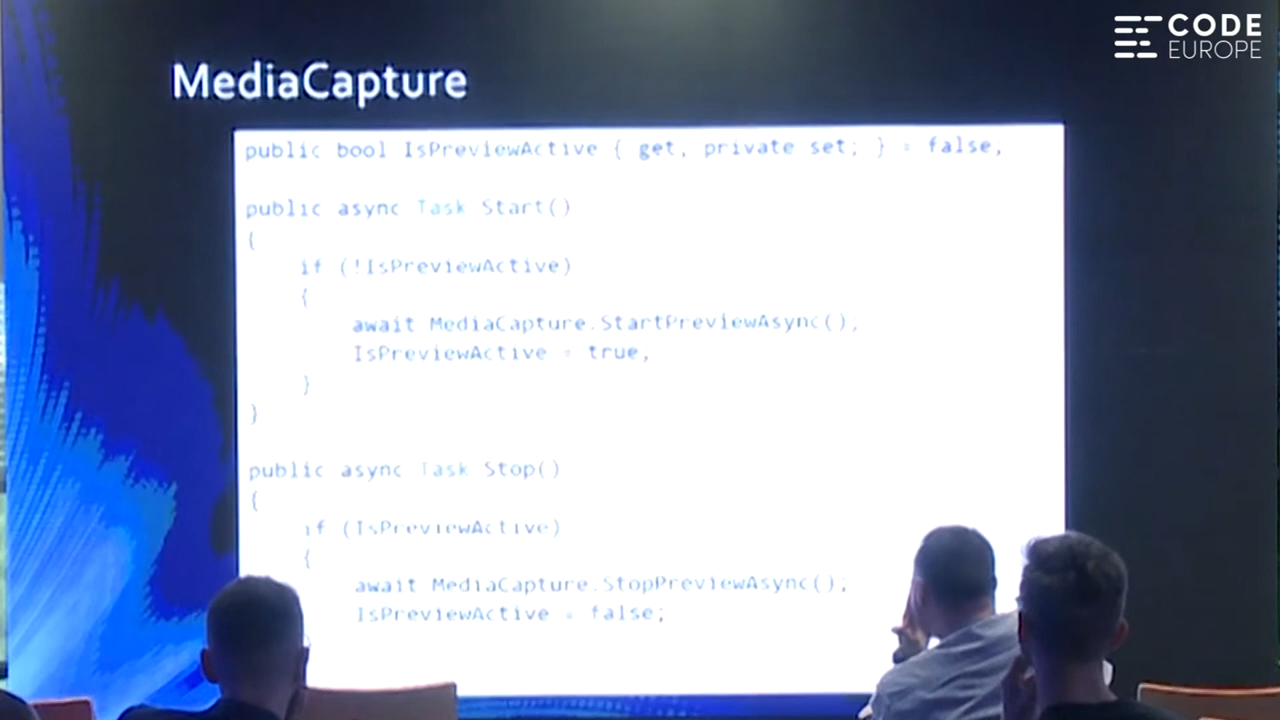 CODE
EUROPE
MediaCapture
public bool IsPreviewActive { get, private set; } = false,
public async Task Start()
{
if (!IsPreviewActive)
{
await MediaCapture.StartPreviewAsync(),
IsPreviewActive = true,
}
}
public async Task Stop()
{
if (IsPreviewActive)
{
await MediaCapture.StopPreviewAsync();
IsPreviewActive = false;